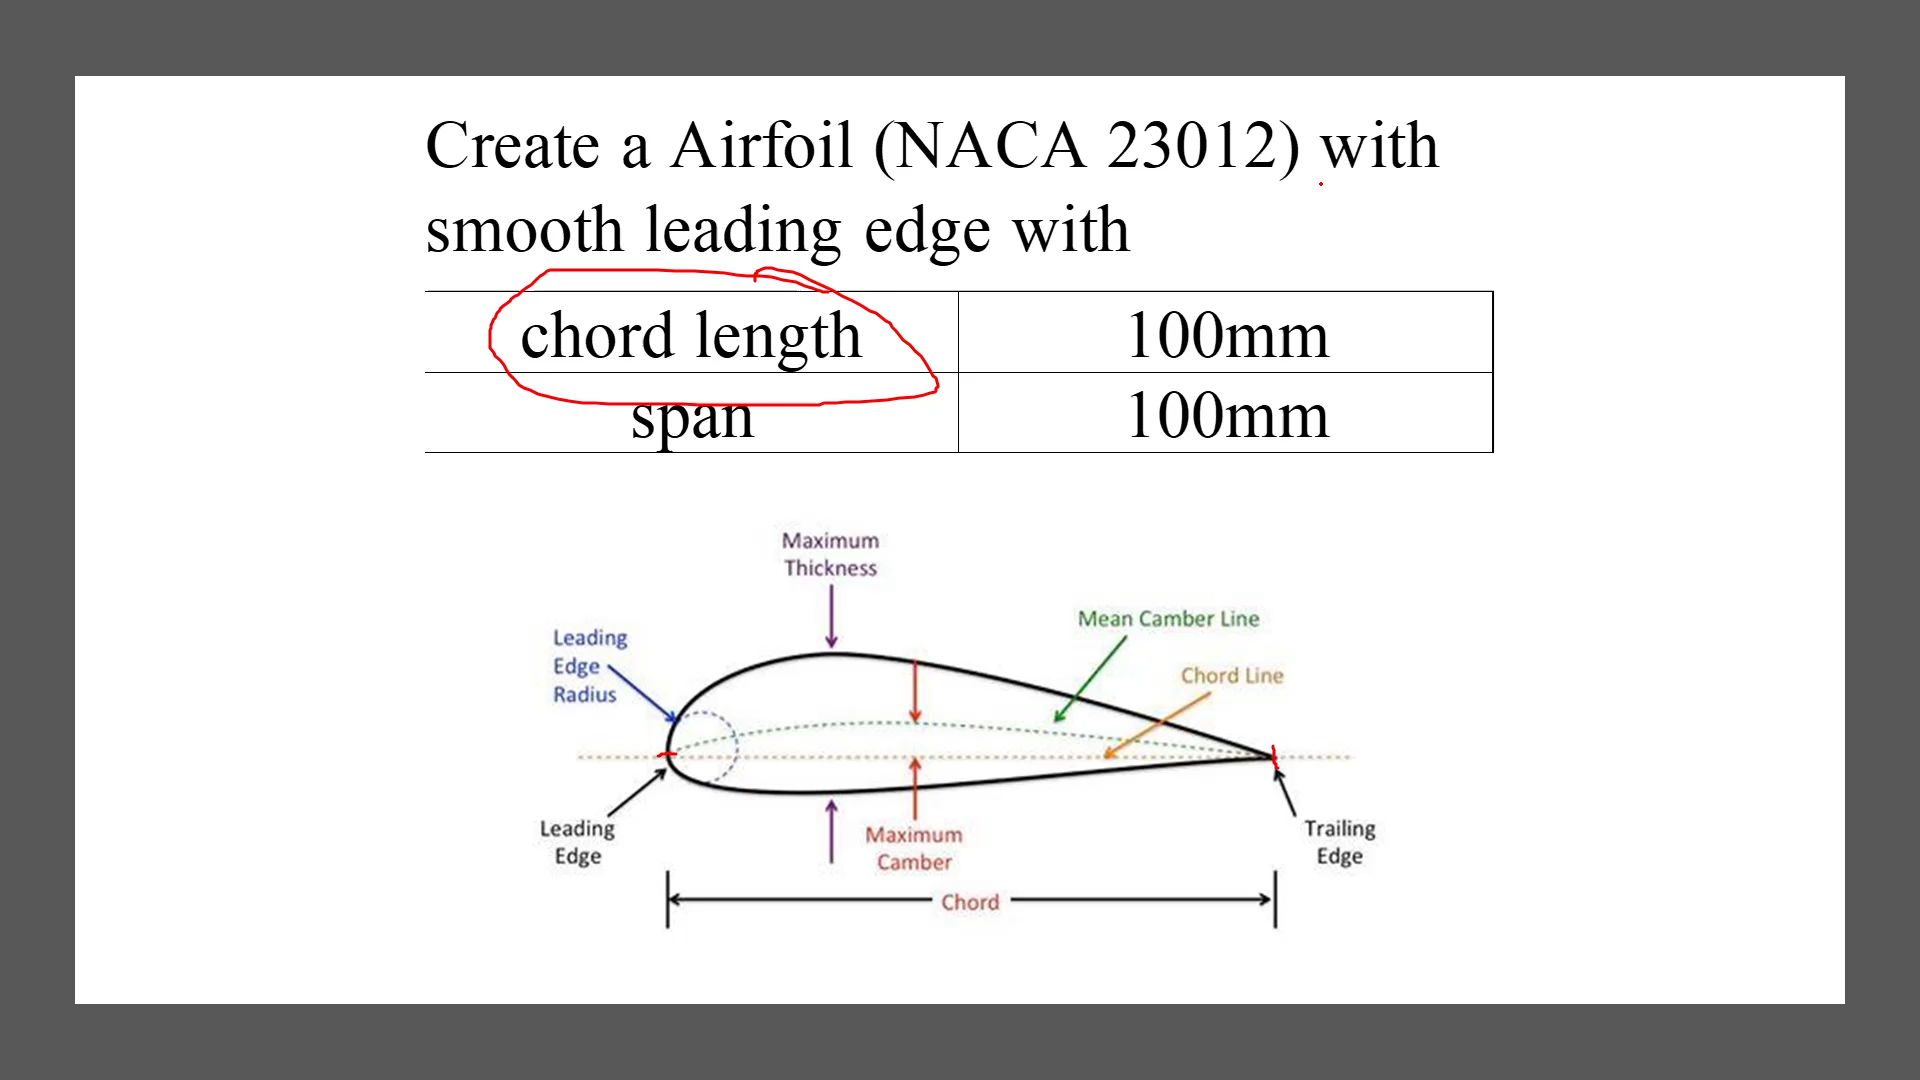 Create a Airfoil (NACA 23012) with
smooth leading edge with
chord length 100mm
span 100mm
Maximum
Thickness
Mean Camber Line
Leading
Edge
Radius
Chord Line
Leading
Edge
Maximum
Camber
Trailing
Edge
Chord